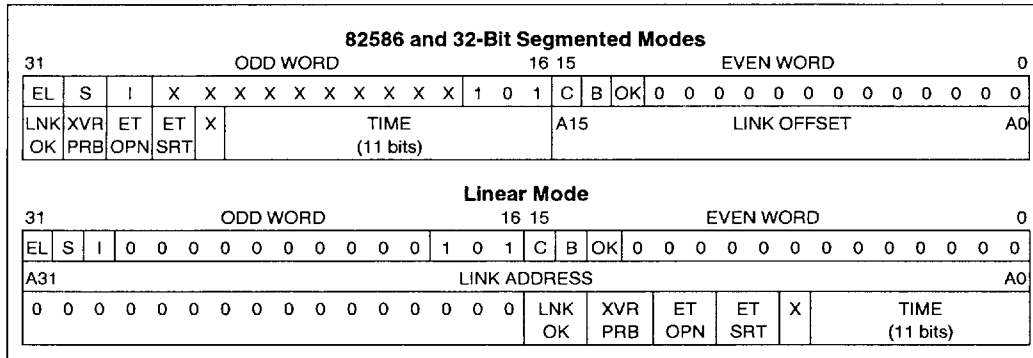 82586 and 32-Bit Segmented Modes
31 ODD WORD 16 15 EVEN WORD 0
EL S I X X X X X X X X X X 1 0 1 C B OK 0 0 0 0 0 0 0 0 0 0 0 0 0
LNK XVR ET ET X TIME A15 LINK OFFSET A0
OK PRB OPN SRT (11 bits)
Linear Mode
31 ODD WORD 16 15 EVEN WORD 0
EL S I 0 0 0 0 0 0 0 0 0 0 1 0 1 C B OK 0 0 0 0 0 0 0 0 0 0 0 0 0
A31 LINK ADDRESS A0
0 0 0 0 0 0 0 0 0 0 0 0 0 0 0 0 LNK XVR ET ET X TIME
OK PRB OPN SRT (11 bits)